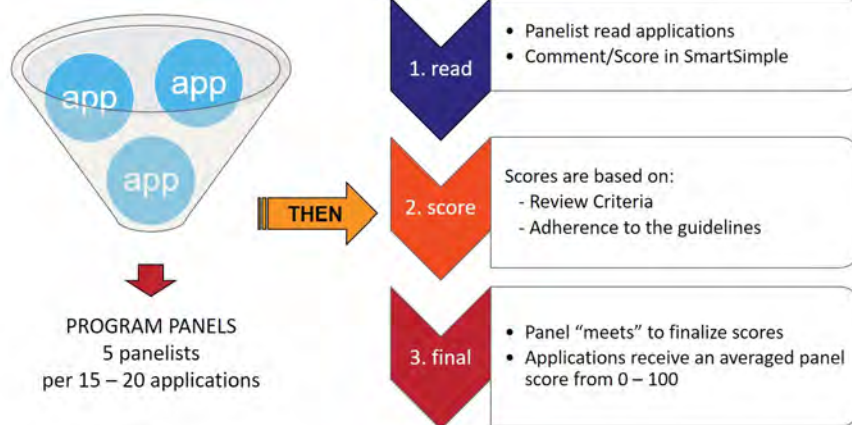 app
app
app
PROGRAM PANELS
5 panelists
per 15 – 20 applications
THEN
1. read
• Panelist read applications
• Comment/Score in SmartSimple
2. score
Scores are based on:
- Review Criteria
- Adherence to the guidelines
3. final
• Panel “meets” to finalize scores
• Applications receive an averaged panel
score from 0 – 100